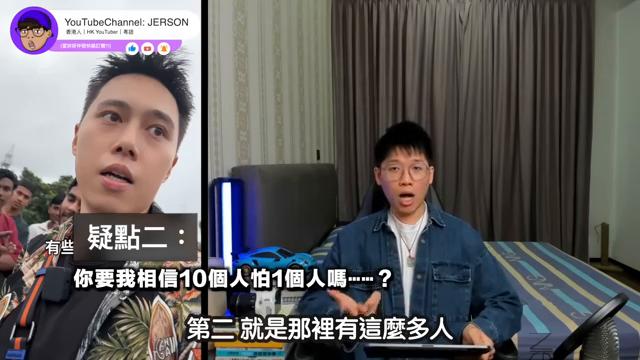 YouTubeChannel: JERSON
香港人 | HK YouTuber | 粵語
有些
疑點二：
你要我相信10個人怕1個人嗎……？
第二 就是那裡有這麼多人